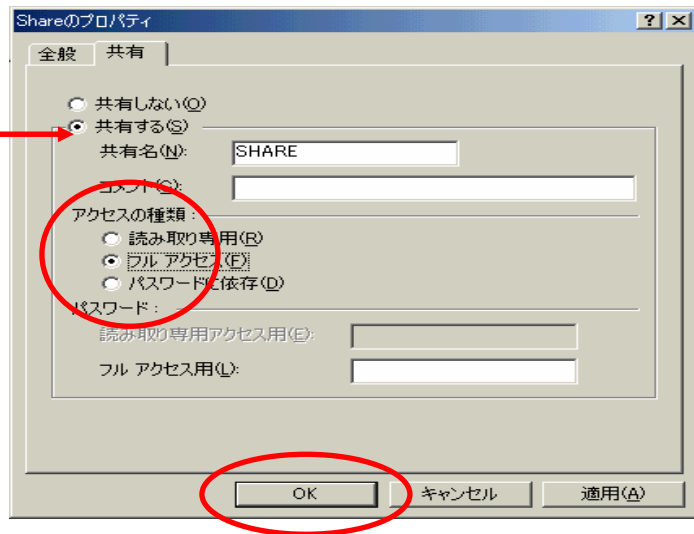 Shareのプロパティ
全般 共有
共有しない(O)
共有する(S)
共有名(N): SHARE
コメント(C):
アクセスの種類:
読み取り専用(R)
フル アクセス(F)
パスワードに依存(D)
パスワード:
読み取り専用アクセス用(E):
フル アクセス用(L):
OK キャンセル 適用(A)